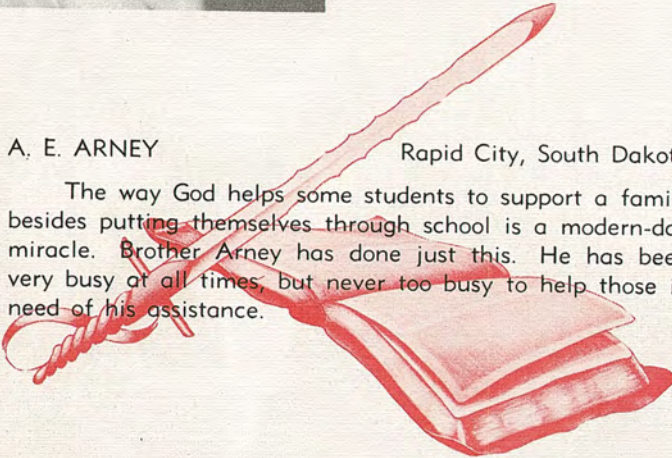 A. E. ARNEY Rapid City, South Dakot
The way God helps some students to support a fami
besides putting themselves through school is a modern-da
miracle. Brother Arney has done just this. He has bee
very busy at all times, but never too busy to help those
need of his assistance.